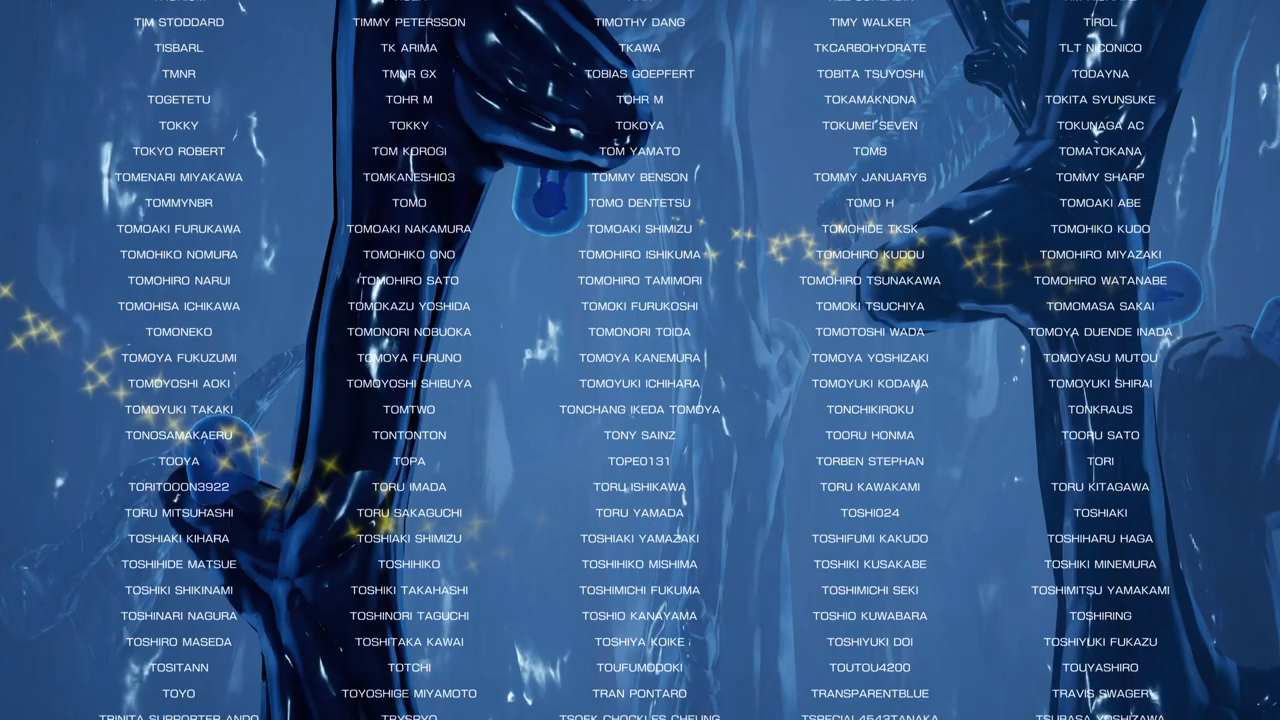 TIM STODDARD TIMMY PETERSSON TIMOTHY DANG TIMY WALKER TIROL
TISBARL TK ARIMA TKAWA TKCARBOHYDRATE TLT NICONICO
TMNR TMNR GX TOBIAS GOEPFERT TOBITA TSUYOSHI TODAYNA
TOGETETU TOHR M TOHR M TOKAMAKNONA TOKITA SYUNSUKE
TOKKY TOKKY TOKOYA TOKUMEI SEVEN TOKUNAGA AC
TOKYO ROBERT TOM KOROGI TOM YAMATO TOM8 TOMATOKANA
TOMENARI MIYAKAWA TOMKANESHI03 TOMMY BENSON TOMMY JANUARY6 TOMMY SHARP
TOMMYNBR TOMO TOMO DENTETSU TOMO H TOMOAKI ABE
TOMOAKI FURUKAWA TOMOAKI NAKAMURA TOMOAKI SHIMIZU TOMOHIDE TKSK TOMOHIKO KUDO
TOMOHIKO NOMURA TOMOHIKO ONO TOMOHIRO ISHIKUMA TOMOHIRO KUDOU TOMOHIRO MIYAZAKI
TOMOHIRO NARUI TOMOHIRO SATO TOMOHIRO TAMIMORI TOMOHIRO TSUNAKAWA TOMOHIRO WATANABE
TOMOHISA ICHIKAWA TOMOKAZU YOSHIDA TOMOKI FURUKOSHI TOMOKI TSUCHIYA TOMOMASA SAKAI
TOMONEKO TOMONORI NOBUOKA TOMONORI TOIDA TOMOTOSHI WADA TOMOYA DUENDE INADA
TOMOYA FUKUZUMI TOMOYA FURUNO TOMOYA KANEMURA TOMOYA YOSHIZAKI TOMOYASU MUTOU
TOMOYOSHI AOKI TOMOYOSHI SHIBUYA TOMOYUKI ICHIHARA TOMOYUKI KODAMA TOMOYUKI SHIRAI
TOMOYUKI TAKAKI TOMTWO TONCHANG IKEDA TOMOYA TONCHIKIROKU TONKRAUS
TONOSAMAKAERU TONTONTON TONY SAINZ TOORU HONMA TOORU SATO
TOOYA TOPA TOPE0131 TORBEN STEPHAN TORI
TORITOOON3922 TORU IMADA TORU ISHIKAWA TORU KAWAKAMI TORU KITAGAWA
TORU MITSUHASHI TORU SAKAGUCHI TORU YAMADA TOSHI024 TOSHIAKI
TOSHIAKI KIHARA TOSHIAKI SHIMIZU TOSHIAKI YAMAZAKI TOSHIFUMI KAKUDO TOSHIHARU HAGA
TOSHIHIDE MATSUE TOSHIHIKO TOSHIHIKO MISHIMA TOSHIKI KUSAKABE TOSHIKI MINEMURA
TOSHIKI SHIKINAMI TOSHIKI TAKAHASHI TOSHIMICHI FUKUMA TOSHIMICHI SEKI TOSHIMITSU YAMAKAMI
TOSHINARI NAGURA TOSHINORI TAGUCHI TOSHIO KANAYAMA TOSHIO KUWABARA TOSHIRING
TOSHIRO MASEDA TOSHITAKA KAWAI TOSHIYA KOIKE TOSHIYUKI DOI TOSHIYUKI FUKAZU
TOSITANN TOTCHI TOUFUMODOKI TOUTOU4200 TOUYASHIRO
TOYO TOYOSHIGE MIYAMOTO TRAN PONTARO TRANSPARENTBLUE TRAVIS SWAGER
TRINITA SUPPORTER ANDO TRYSRYO TSOEK CHOCKLES CHEUNG TSPECIAL4543TANAKA TSUBASA YOSHIZAWA